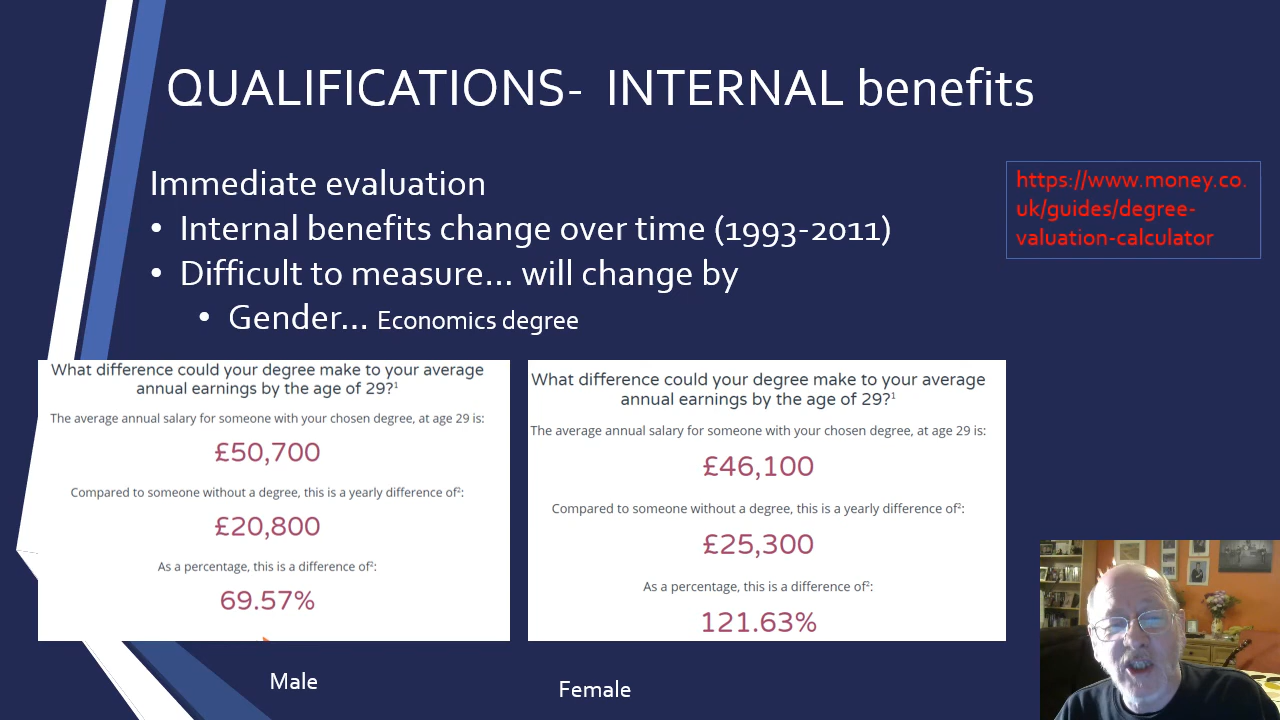 QUALIFICATIONS- INTERNAL benefits
Immediate evaluation
• Internal benefits change over time (1993-2011)
• Difficult to measure... will change by
• Gender... Economics degree
https://www.money.co.
uk/guides/degree-
valuation-calculator
What difference could your degree make to your average
annual earnings by the age of 29?¹
The average annual salary for someone with your chosen degree, at age 29 is:
£50,700
Compared to someone without a degree, this is a yearly difference of²:
£20,800
As a percentage, this is a difference of²:
69.57%
Male
What difference could your degree make to your average
annual earnings by the age of 29?¹
The average annual salary for someone with your chosen degree, at age 29 is:
£46,100
Compared to someone without a degree, this is a yearly difference of²:
£25,300
As a percentage, this is a difference of²:
121.63%
Female